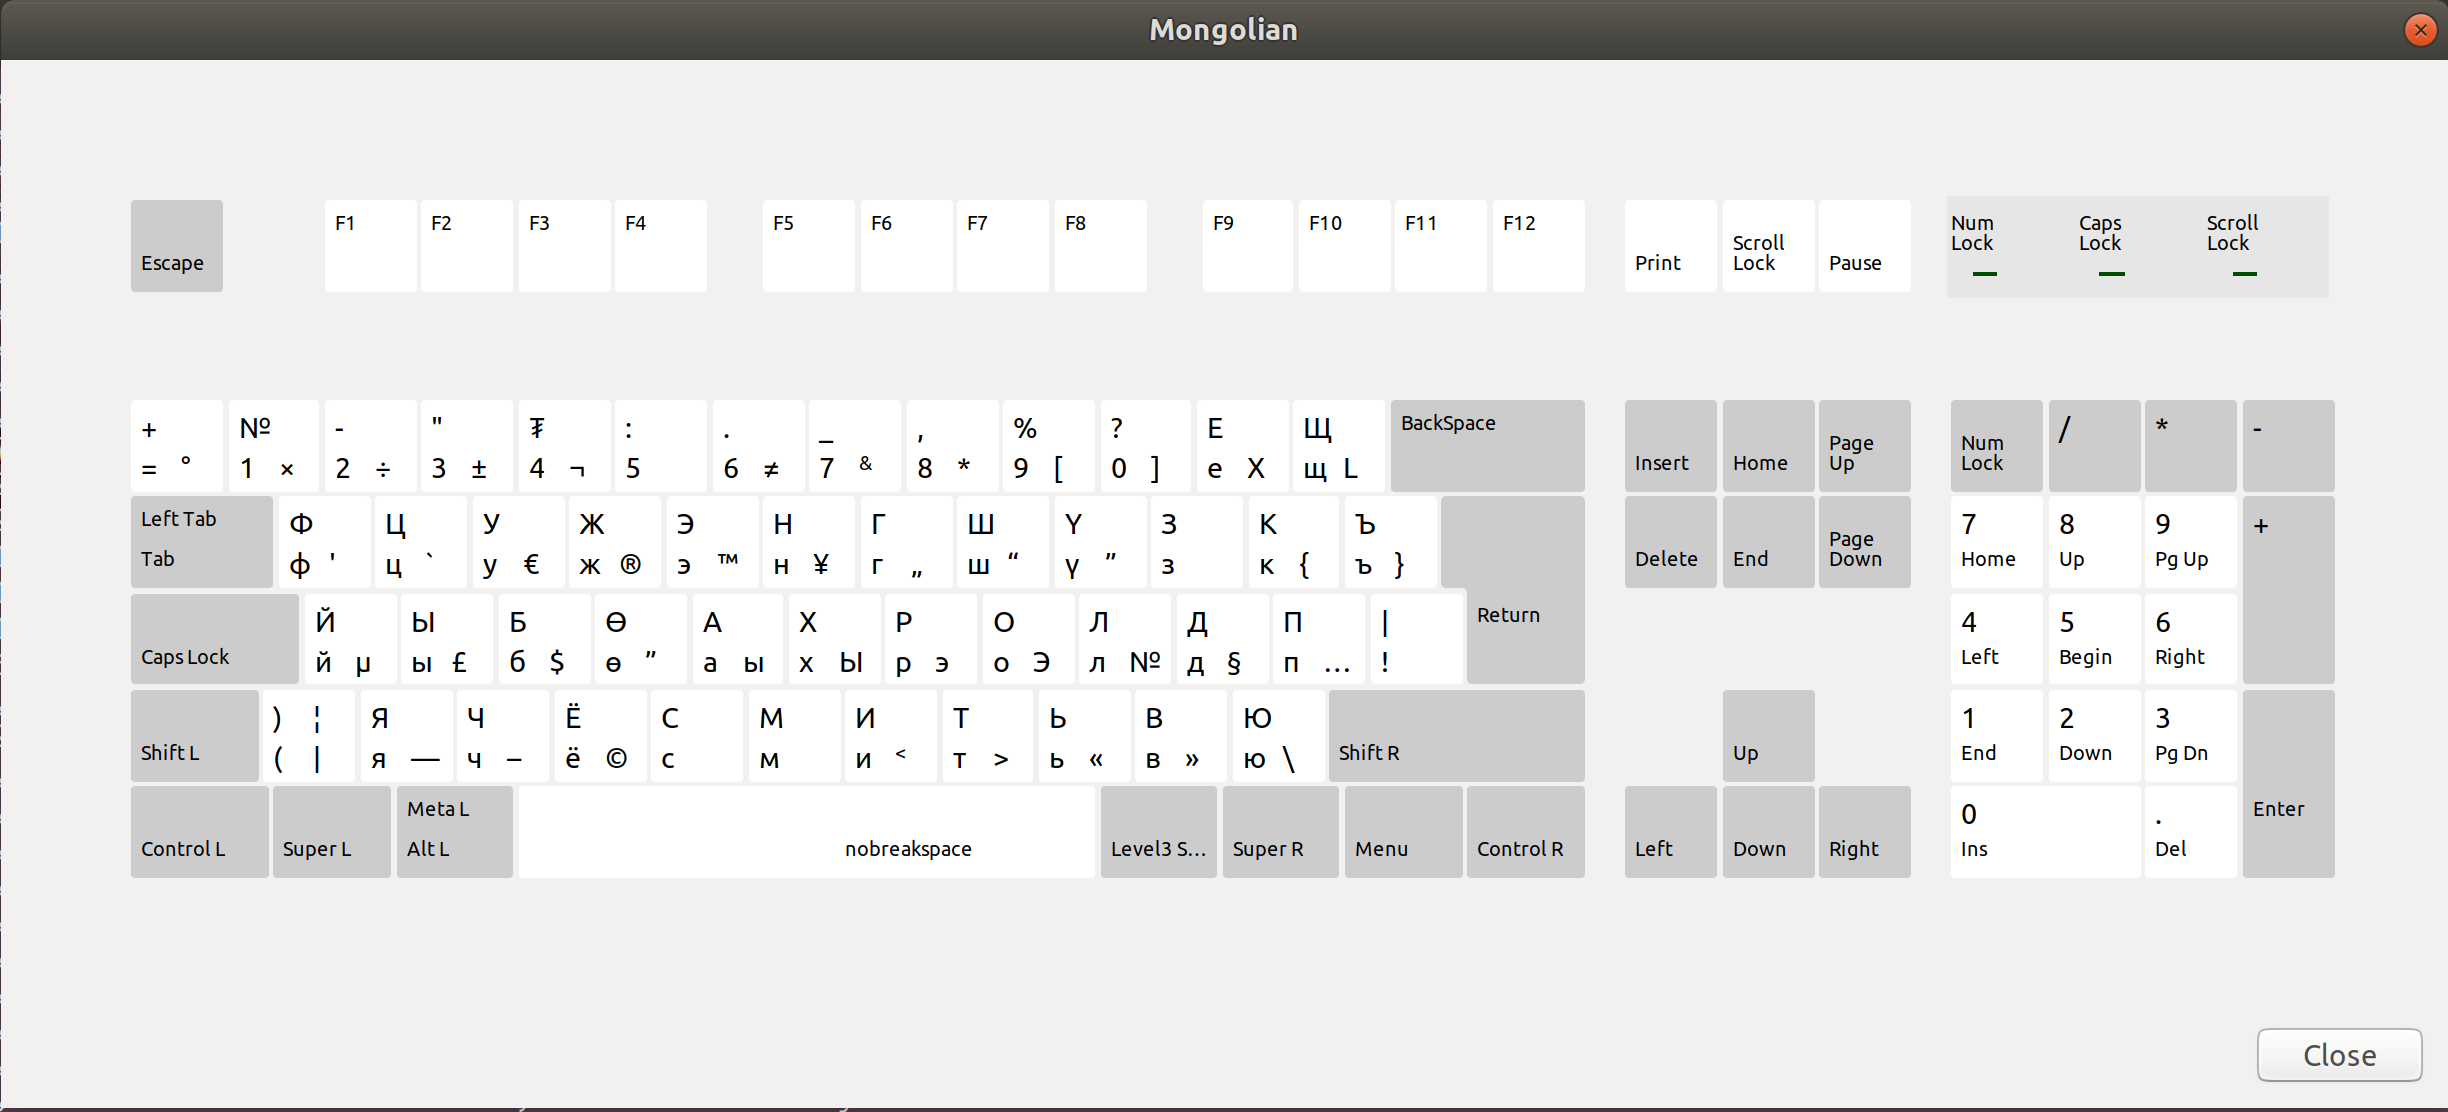 Mongolian
Escape F1 F2 F3 F4 F5 F6 F7 F8 F9 F10 F11 F12 Print Scroll Lock Pause Num Lock Caps Lock Scroll Lock
+ № - " ₮ : . _ , % ? Е Щ BackSpace
= ° 1 × 2 ÷ 3 ± 4 ¬ 5 6 ≠ 7 & 8 * 9 [ 0 ] е X щ L
Insert Home Page Up Num Lock / * -
Left Tab Ф Ц У Ж Э Н Г Ш Ү З К Ъ
Tab ф ' ц ` у € ж ® э ™ н ¥ г „ ш “ ү ” з к { ъ }
Delete End Page Down 7 8 9 +
Home Up Pg Up
Й Ы Б Ө А Х Р О Л Д П | Return
Caps Lock й µ ы £ б $ ө ” а ы х Ы р э о Э л № д § п … !
4 5 6
Left Begin Right
) ¦ Я Ч Ё С М И Т Ь В Ю
Shift L ( | я — ч – ё © с м и < т > ь « в » ю \ Shift R
Up 1 2 3
End Down Pg Dn
Meta L
Control L Super L Alt L nobreakspace Level3 S... Super R Menu Control R
Left Down Right 0 . Enter
Ins Del
Close